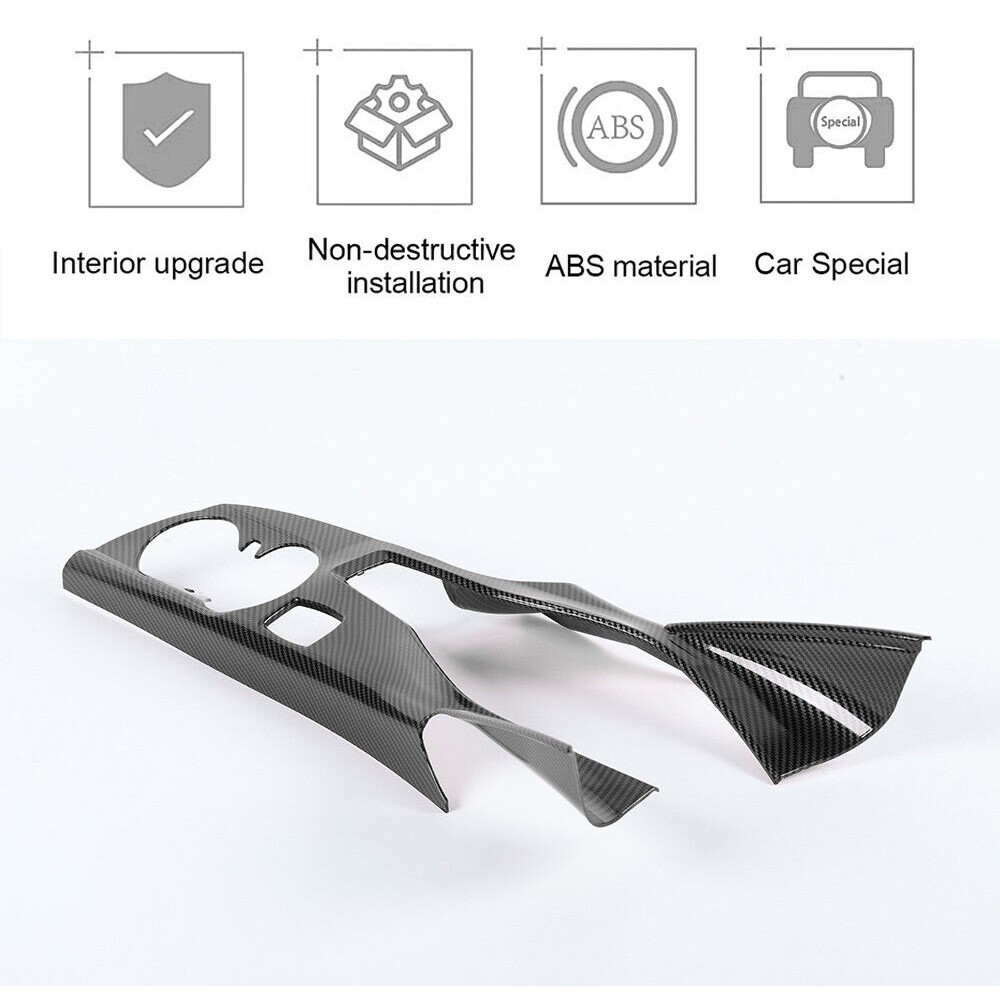 ABS
Special
Interior upgrade
Non-destructive
installation
ABS material
Car Special